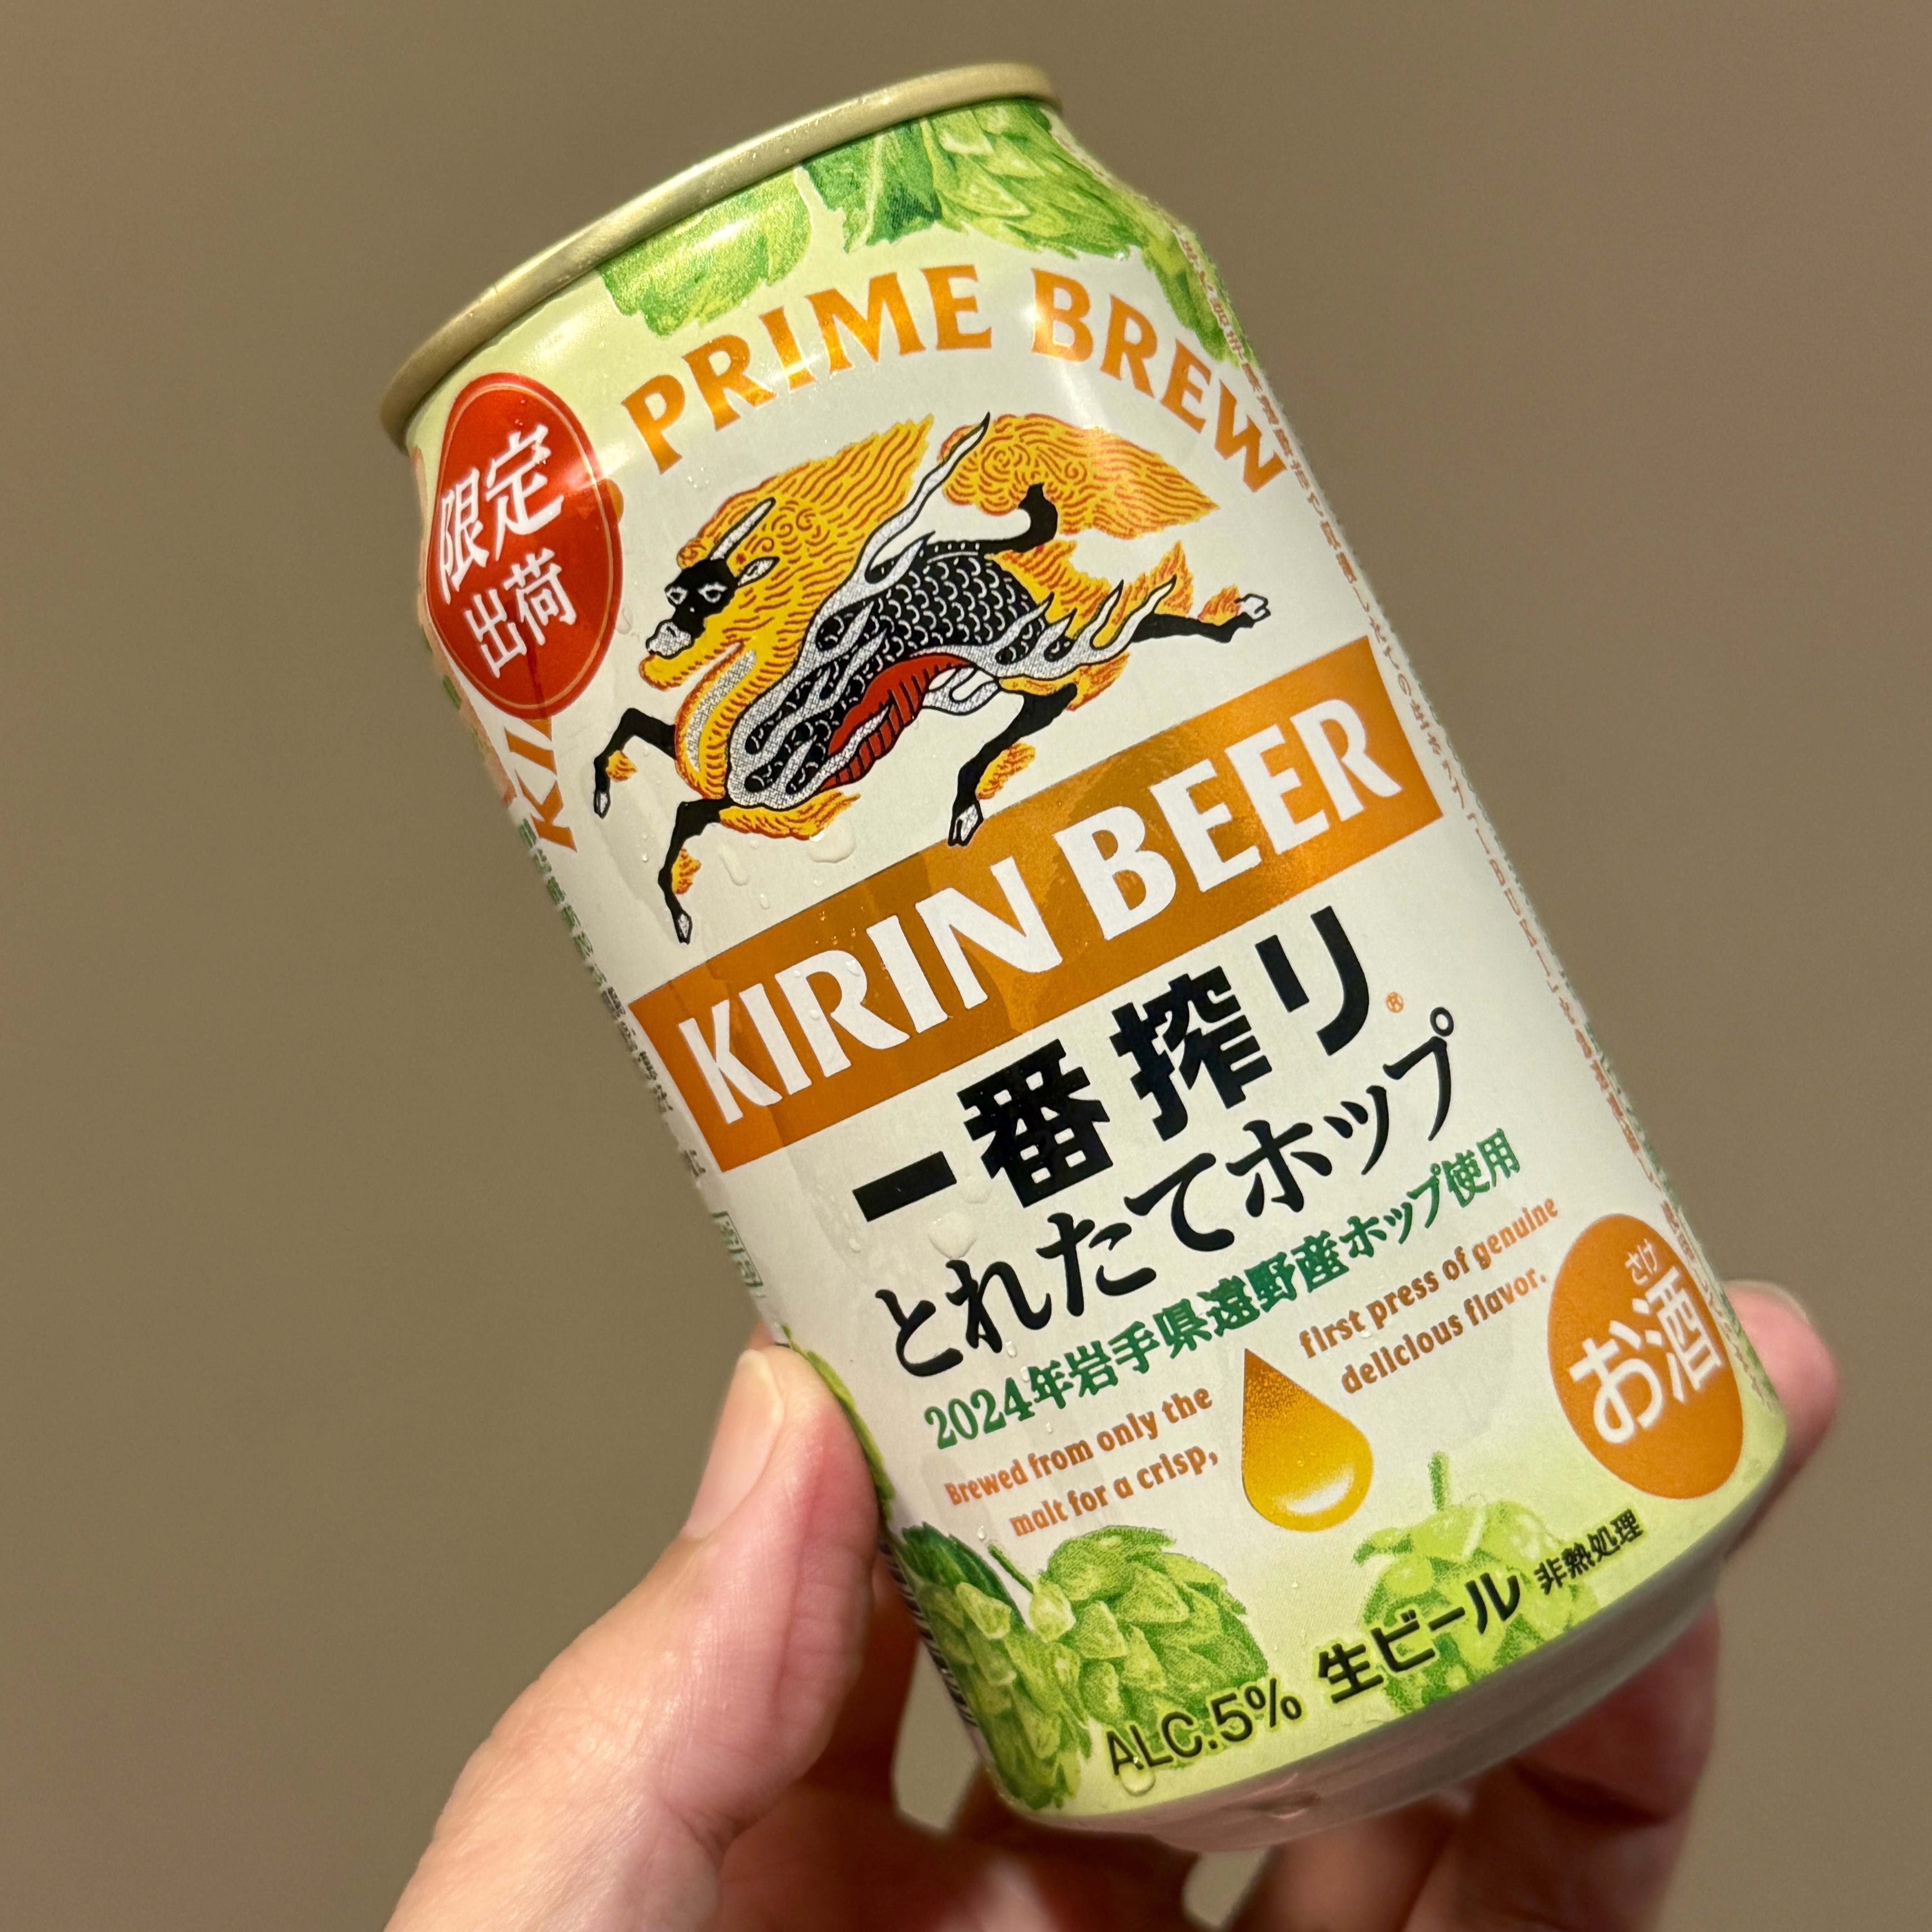 PRIME BREW
限定
出荷
KIRIN BEER
一番搾り®
とれたてホップ
2024年岩手県遠野産ホップ使用
Brewed from only the
first press of genuine
malt for a crisp,
delicious flavor.
さけ
お酒
ALC.5% 生ビール 非熱処理